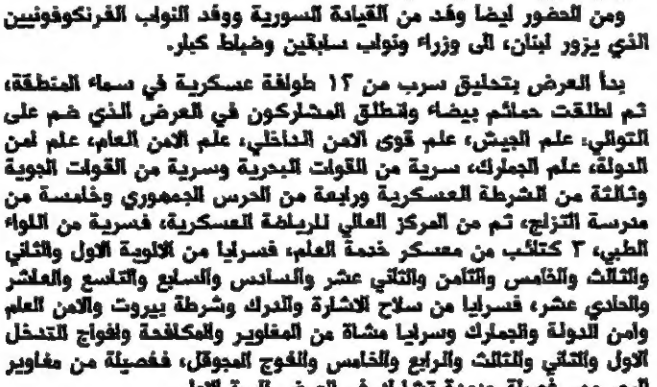 ومن الحضور ايضا وفد من القيادة السورية ووفد النواب الفرنكوفونيين
الذي يزور لبنان، الى وزراء ونواب سابقين وضباط كبار.
بدأ العرض بتحليق سرب من ١٢ طوافة عسكرية في سماء المنطقة،
ثم اطلقت حمائم بيضاء وانطلق المشاركون في العرض الذي ضم على
التوالي: علم الجيش، علم قوى الامن الداخلي، علم الامن العام، علم امن
الدولة، علم الجمارك، سرية من القوات البحرية وسرية من القوات الجوية
وثالثة من الشرطة العسكرية ورابعة من الحرس الجمهوري وخامسة من
مدرسة التزلج، ثم من المركز العالي للرياضة العسكرية، فسرية من اللواء
الطبي، ٣ كتائب من معسكر خدمة العلم، فسرايا من الالوية الاول والثاني
والثالث والخامس والثامن والثاني عشر والسادس والسابع والتاسع والعاشر
والحادي عشر، فسرايا من سلاح الاشارة والدرك وشرطة بيروت والامن العام
وامن الدولة والجمارك وسرايا مشاة من المغاوير والمكافحة وافواج التدخل
الاول والثاني والثالث والرابع والخامس والفوج المجوقل، ففصيلة من مغاوير